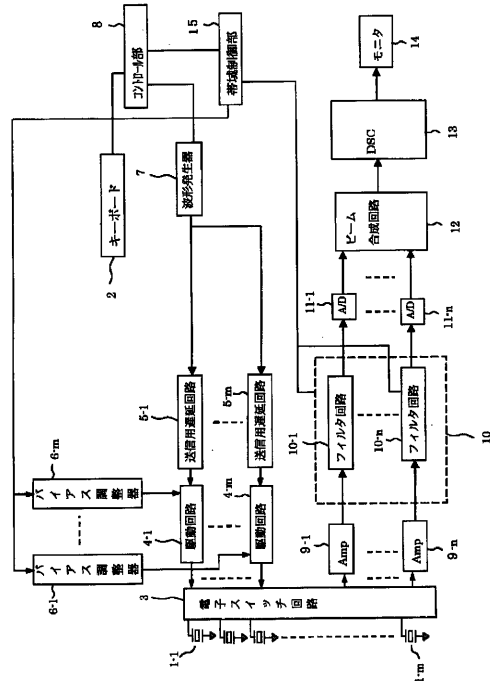 8
コントロール部
15
帯域制御部
キーボード
2
波形発生器
7
モニタ
14
DSC
13
ビーム
合成回路
12
11-1
A/D
A/D
11-n
5-1
送信用遅延回路
5-m
送信用遅延回路
10-1
フィルタ回路
10-n
フィルタ回路
10
6-m
バイアス調整器
6-1
バイアス調整器
4-1
駆動回路
4-m
駆動回路
9-1
Amp
Amp
9-n
3
電子スイッチ回路
1-1
1-m